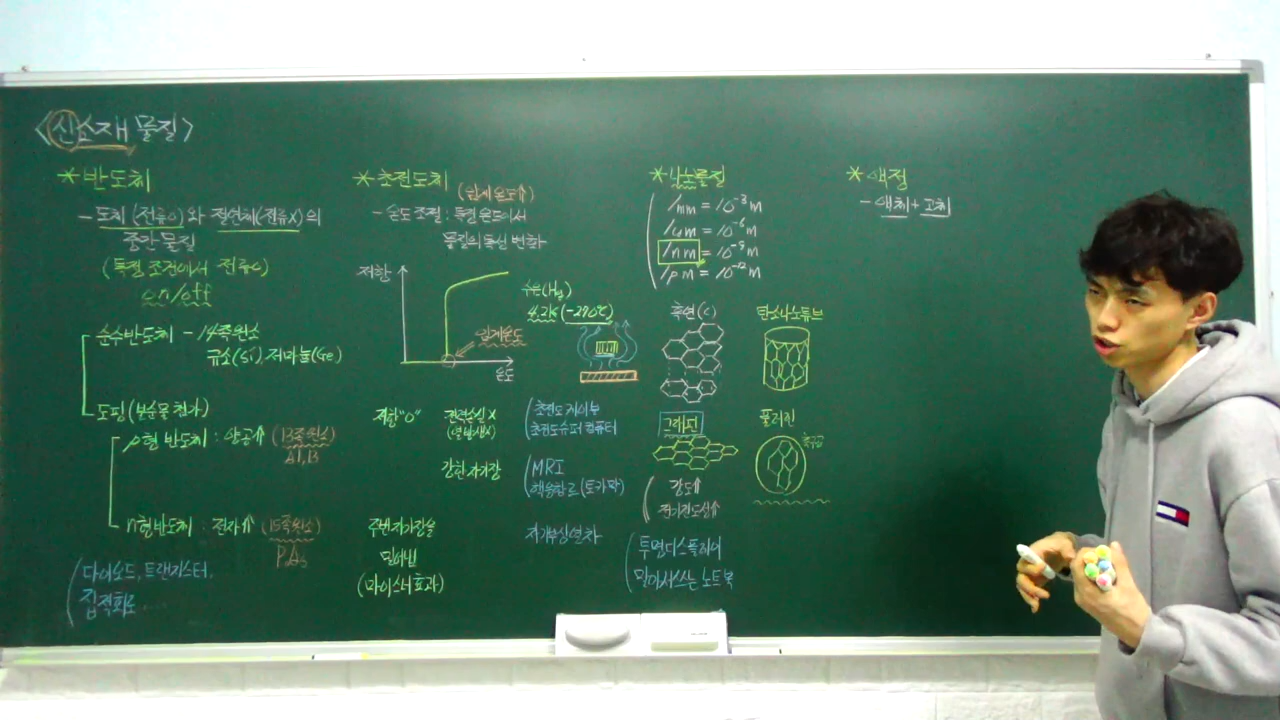 <신소재 물질>
* 반도체
- 도체 (전류o) 와 절연체(전류x)의
중간 물질
(특정 조건에서 전류o)
on/off
순수반도체 - 14족원소
규소(Si), 저마늄(Ge)
도핑 (불순물 첨가)
p형 반도체 : 양공↑ (13족원소)
Al, B
n형반도체 : 전자↑ (15족원소)
P, As
다이오드, 트랜지스터,
집적회로 ...
* 초전도체
(임계온도↑)
- 온도 조절 : 특정 온도에서
물질의 특성 변화
저항
수은(Hg)
4.2k (-270℃)
임계온도
온도
저항 "0"
전력손실 x
(열발생x)
초전도 케이블
초전도 슈퍼 컴퓨터
강한 자기장
MRI
핵융합로 (토카막)
주변 자기장을
밀어냄
(마이스너 효과)
자기부상열차
* 나노물질
1mm = 10⁻³m
1μm = 10⁻⁶m
1nm = 10⁻⁹m
1pm = 10⁻¹²m
흑연(C)
탄소나노튜브
그래핀
풀러렌
강도↑
전기전도성↑
투명디스플레이
말아서쓰는 노트북
* 액정
- 액체 + 고체